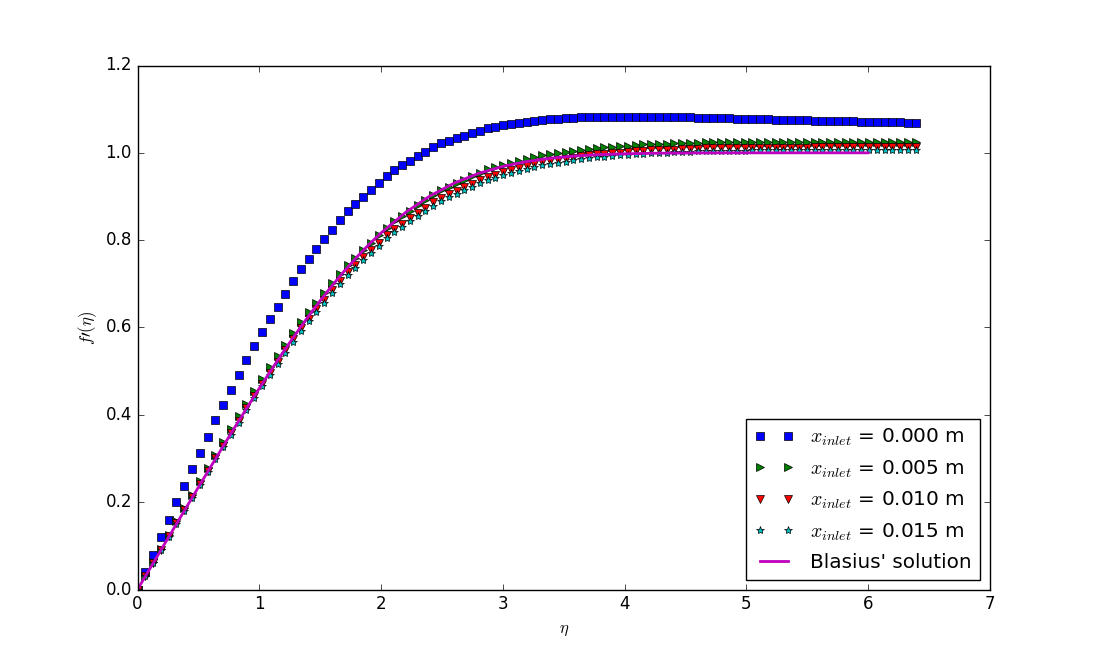 1.2
1.0
0.8
0.6
0.4
0.2
0.0
f′(η)
0 1 2 3 4 5 6 7
η
x_inlet = 0.000 m
x_inlet = 0.005 m
x_inlet = 0.010 m
x_inlet = 0.015 m
Blasius' solution